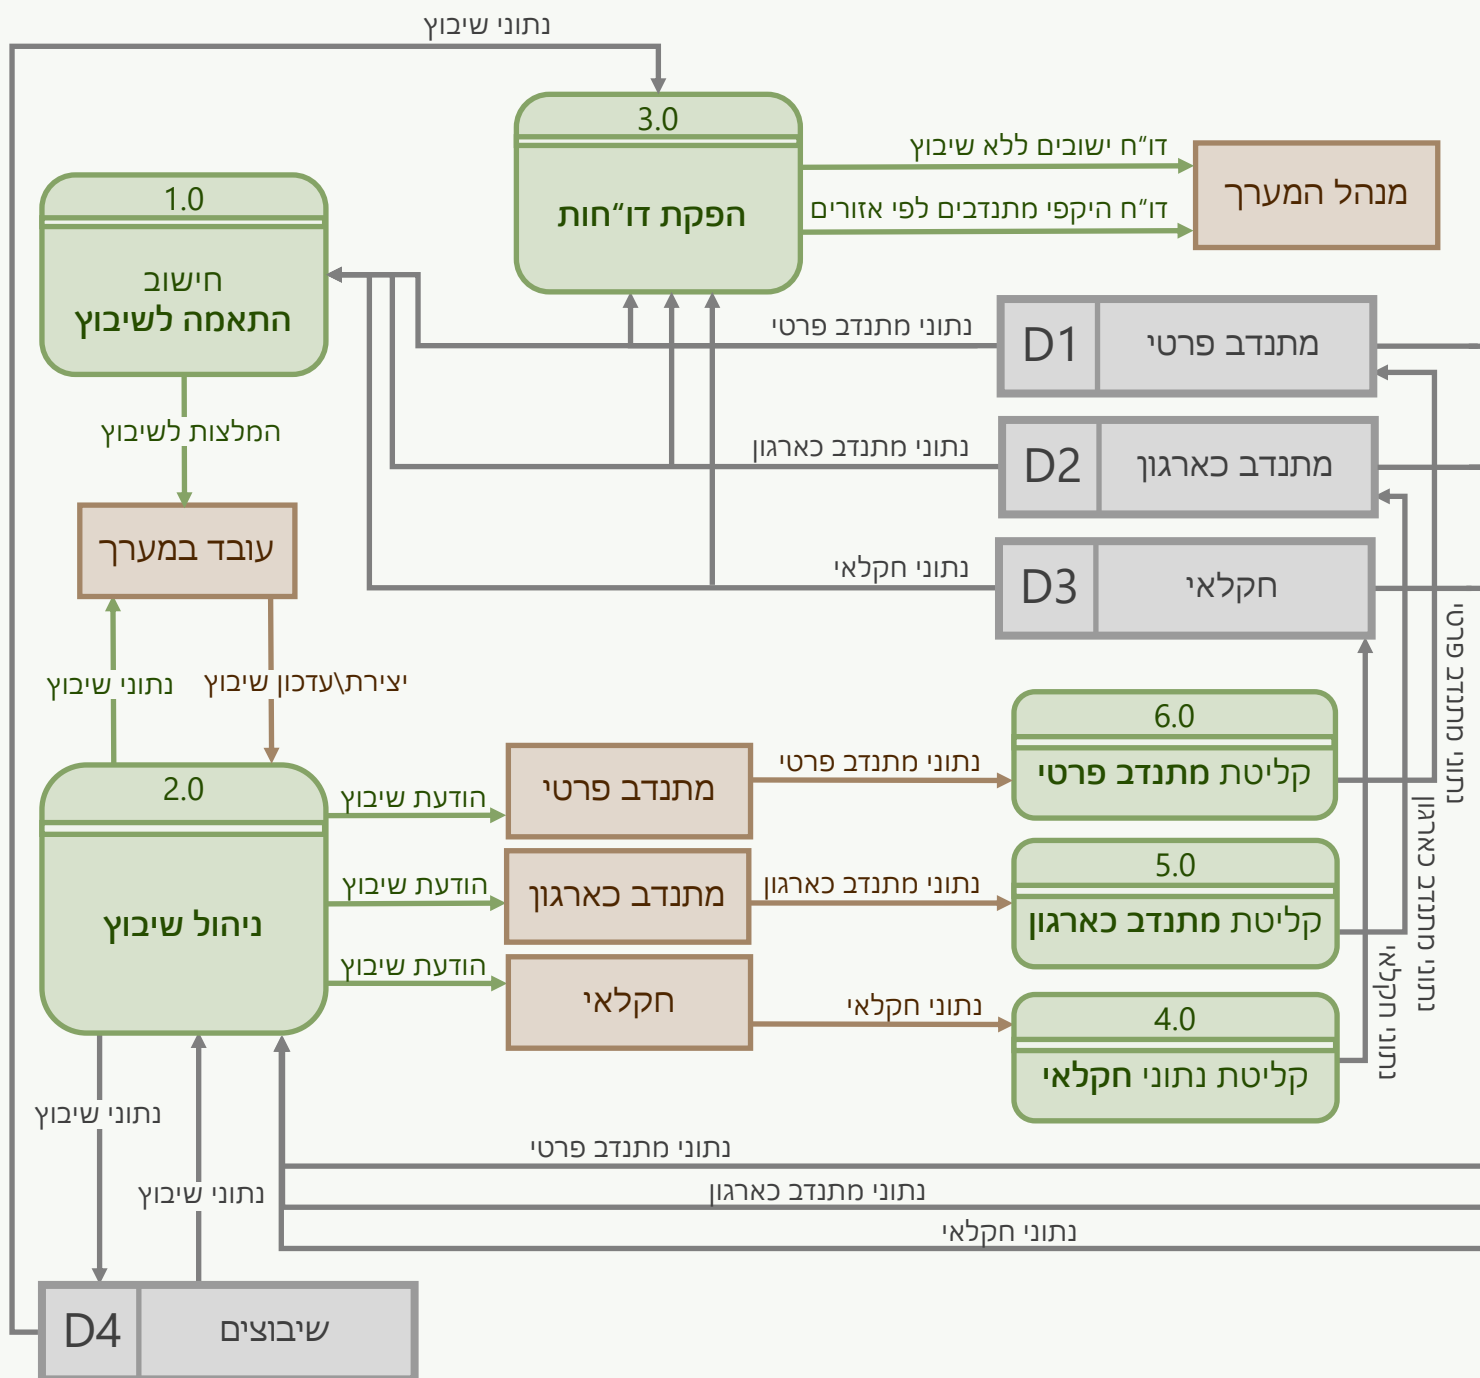 נתוני שיבוץ
3.0
הפקת דו"חות
דו"ח ישובים ללא שיבוץ
דו"ח היקפי מתנדבים לפי אזורים
מנהל המערך
1.0
חישוב
התאמה לשיבוץ
נתוני מתנדב פרטי
D1
מתנדב פרטי
המלצות לשיבוץ
נתוני מתנדב כארגון
D2
מתנדב כארגון
עובד במערך
נתוני חקלאי
D3
חקלאי
נתוני שיבוץ
יצירת\עדכון שיבוץ
נתוני מתנדב פרטי
נתוני מתנדב כארגון
נתוני חקלאי
2.0
ניהול שיבוץ
הודעת שיבוץ
מתנדב פרטי
נתוני מתנדב פרטי
6.0
קליטת מתנדב פרטי
הודעת שיבוץ
מתנדב כארגון
נתוני מתנדב כארגון
5.0
קליטת מתנדב כארגון
הודעת שיבוץ
חקלאי
נתוני חקלאי
4.0
קליטת נתוני חקלאי
נתוני שיבוץ
נתוני שיבוץ
נתוני מתנדב פרטי
נתוני מתנדב כארגון
נתוני חקלאי
D4
שיבוצים